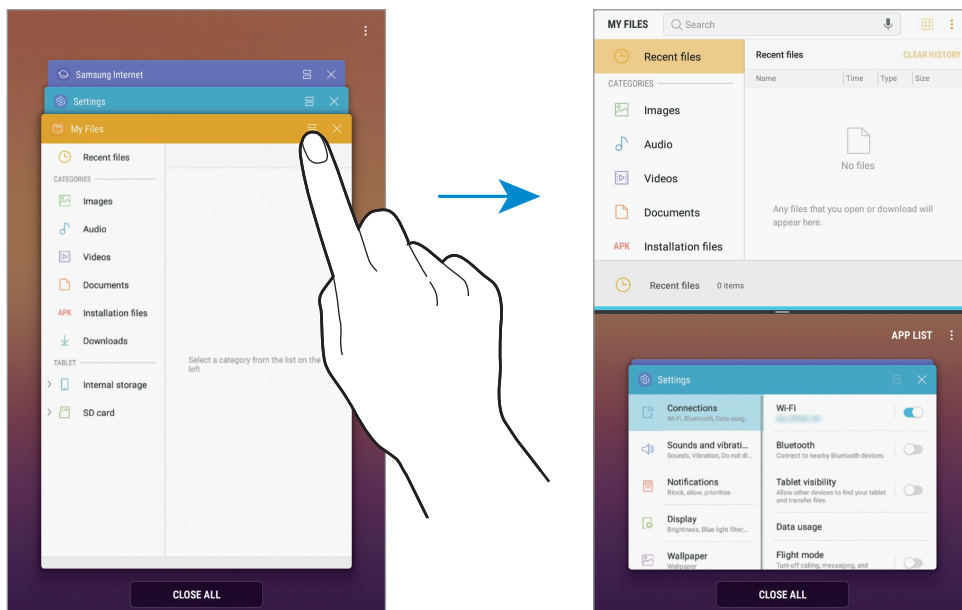 Samsung Internet
Settings
My Files
Recent files
CATEGORIES
Images
Audio
Videos
Documents
APK Installation files
Downloads
TABLET
Internal storage
SD card
Select a category from the list on the
left
CLOSE ALL
MY FILES Search
Recent files
CATEGORIES
Images
Audio
Videos
Documents
APK Installation files
Recent files CLEAR HISTORY
Name Time Type Size
No files
Any files that you open or download will
appear here.
Recent files 0 items
APP LIST
Settings
Connections
Wi-Fi, Bluetooth, Data usag...
Sounds and vibrati...
Sounds, Vibration, Do not di...
Notifications
Block, allow, prioritise
Display
Brightness, Blue light filter,...
Wallpaper
Wallpaper
Wi-Fi
Bluetooth
Connect to nearby Bluetooth devices.
Tablet visibility
Allow other devices to find your tablet
and transfer files.
Data usage
Flight mode
Turn off calling, messaging, and
CLOSE ALL